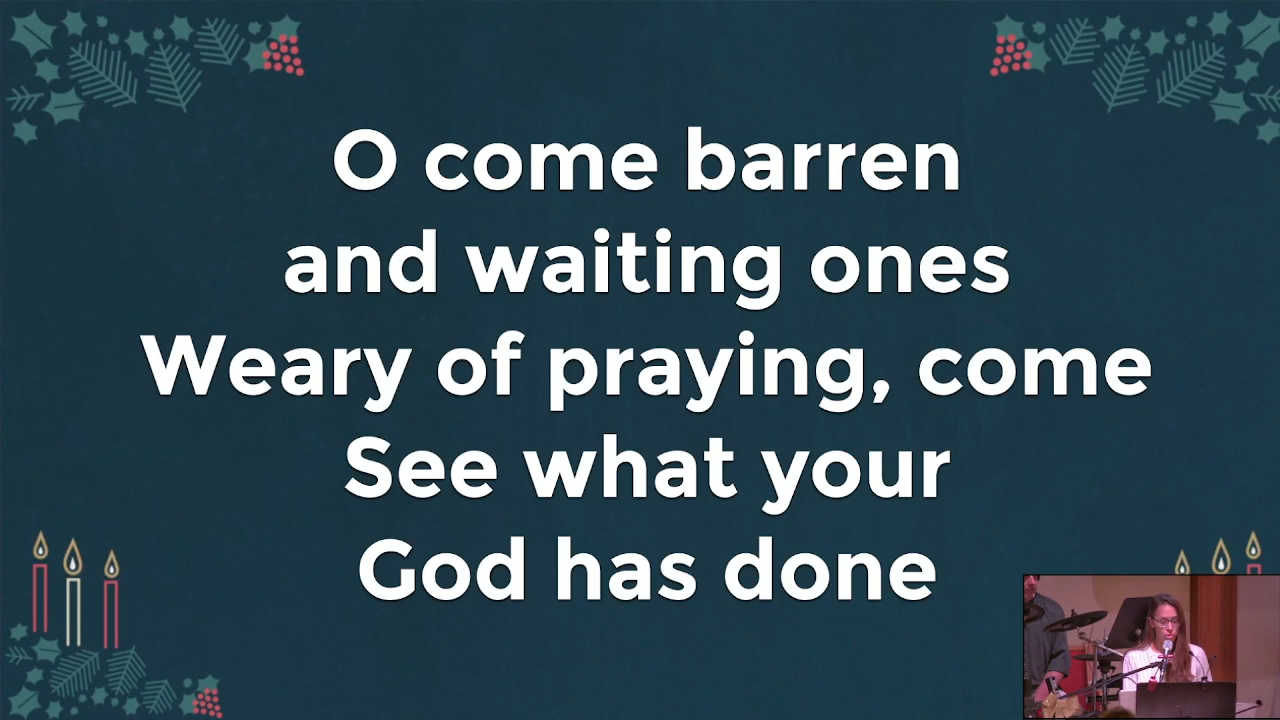 O come barren
and waiting ones
Weary of praying, come
See what your
God has done